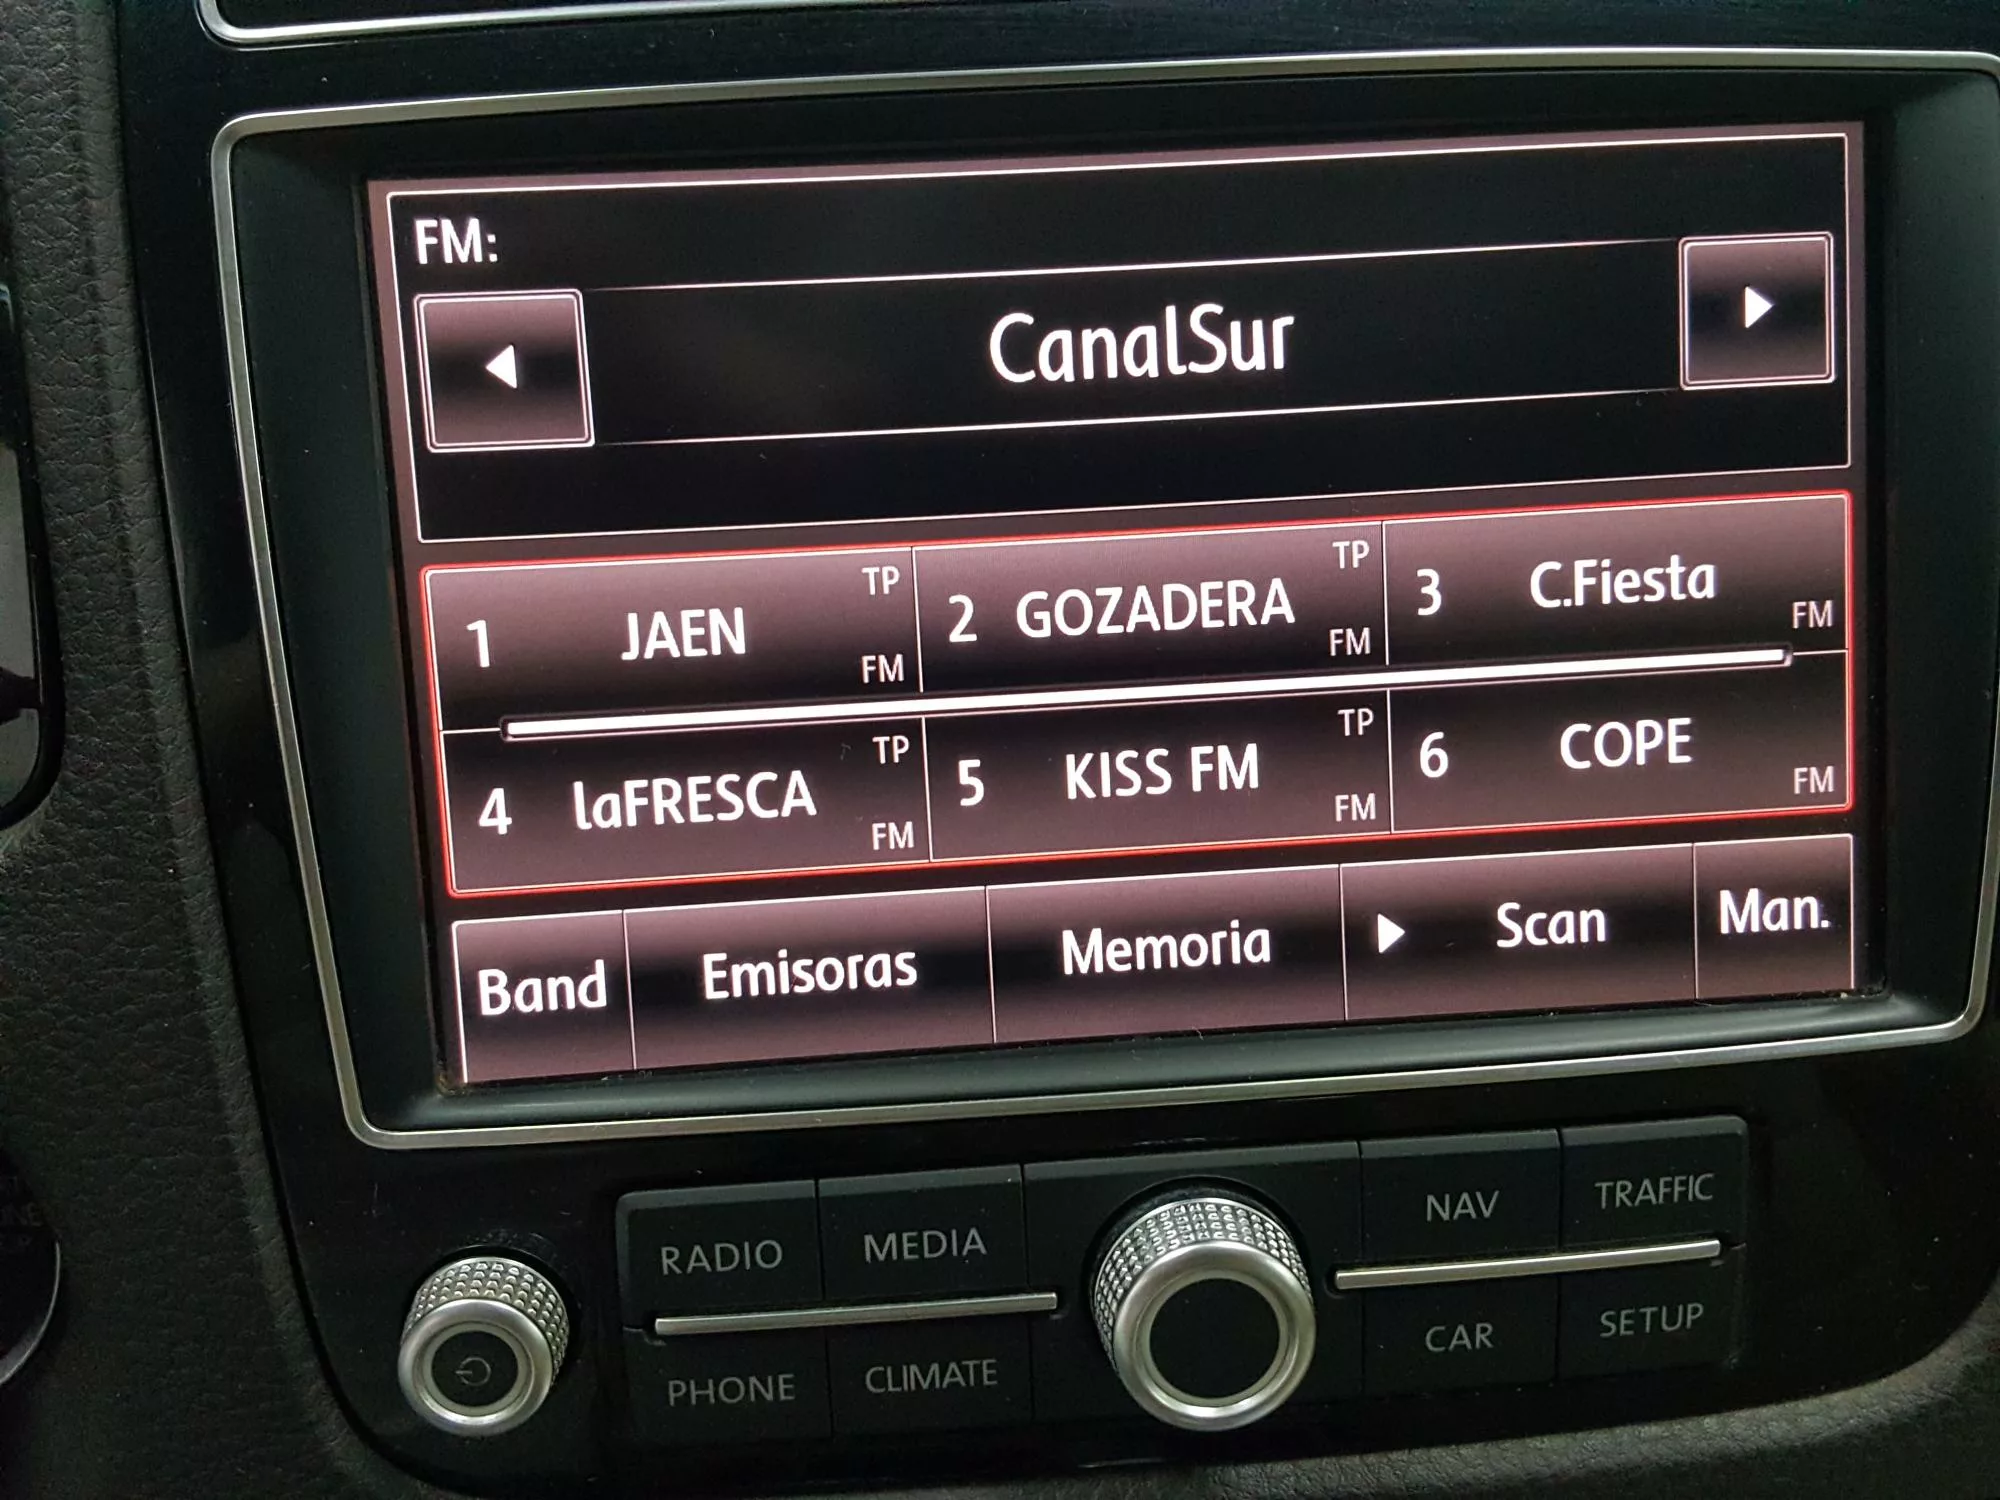 FM:
CanalSur
1 JAEN TP FM
2 GOZADERA TP FM
3 C.Fiesta FM
4 laFRESCA TP FM
5 KISS FM TP FM
6 COPE FM
Band Emisoras Memoria Scan Man.
RADIO MEDIA NAV TRAFFIC
PHONE CLIMATE CAR SETUP